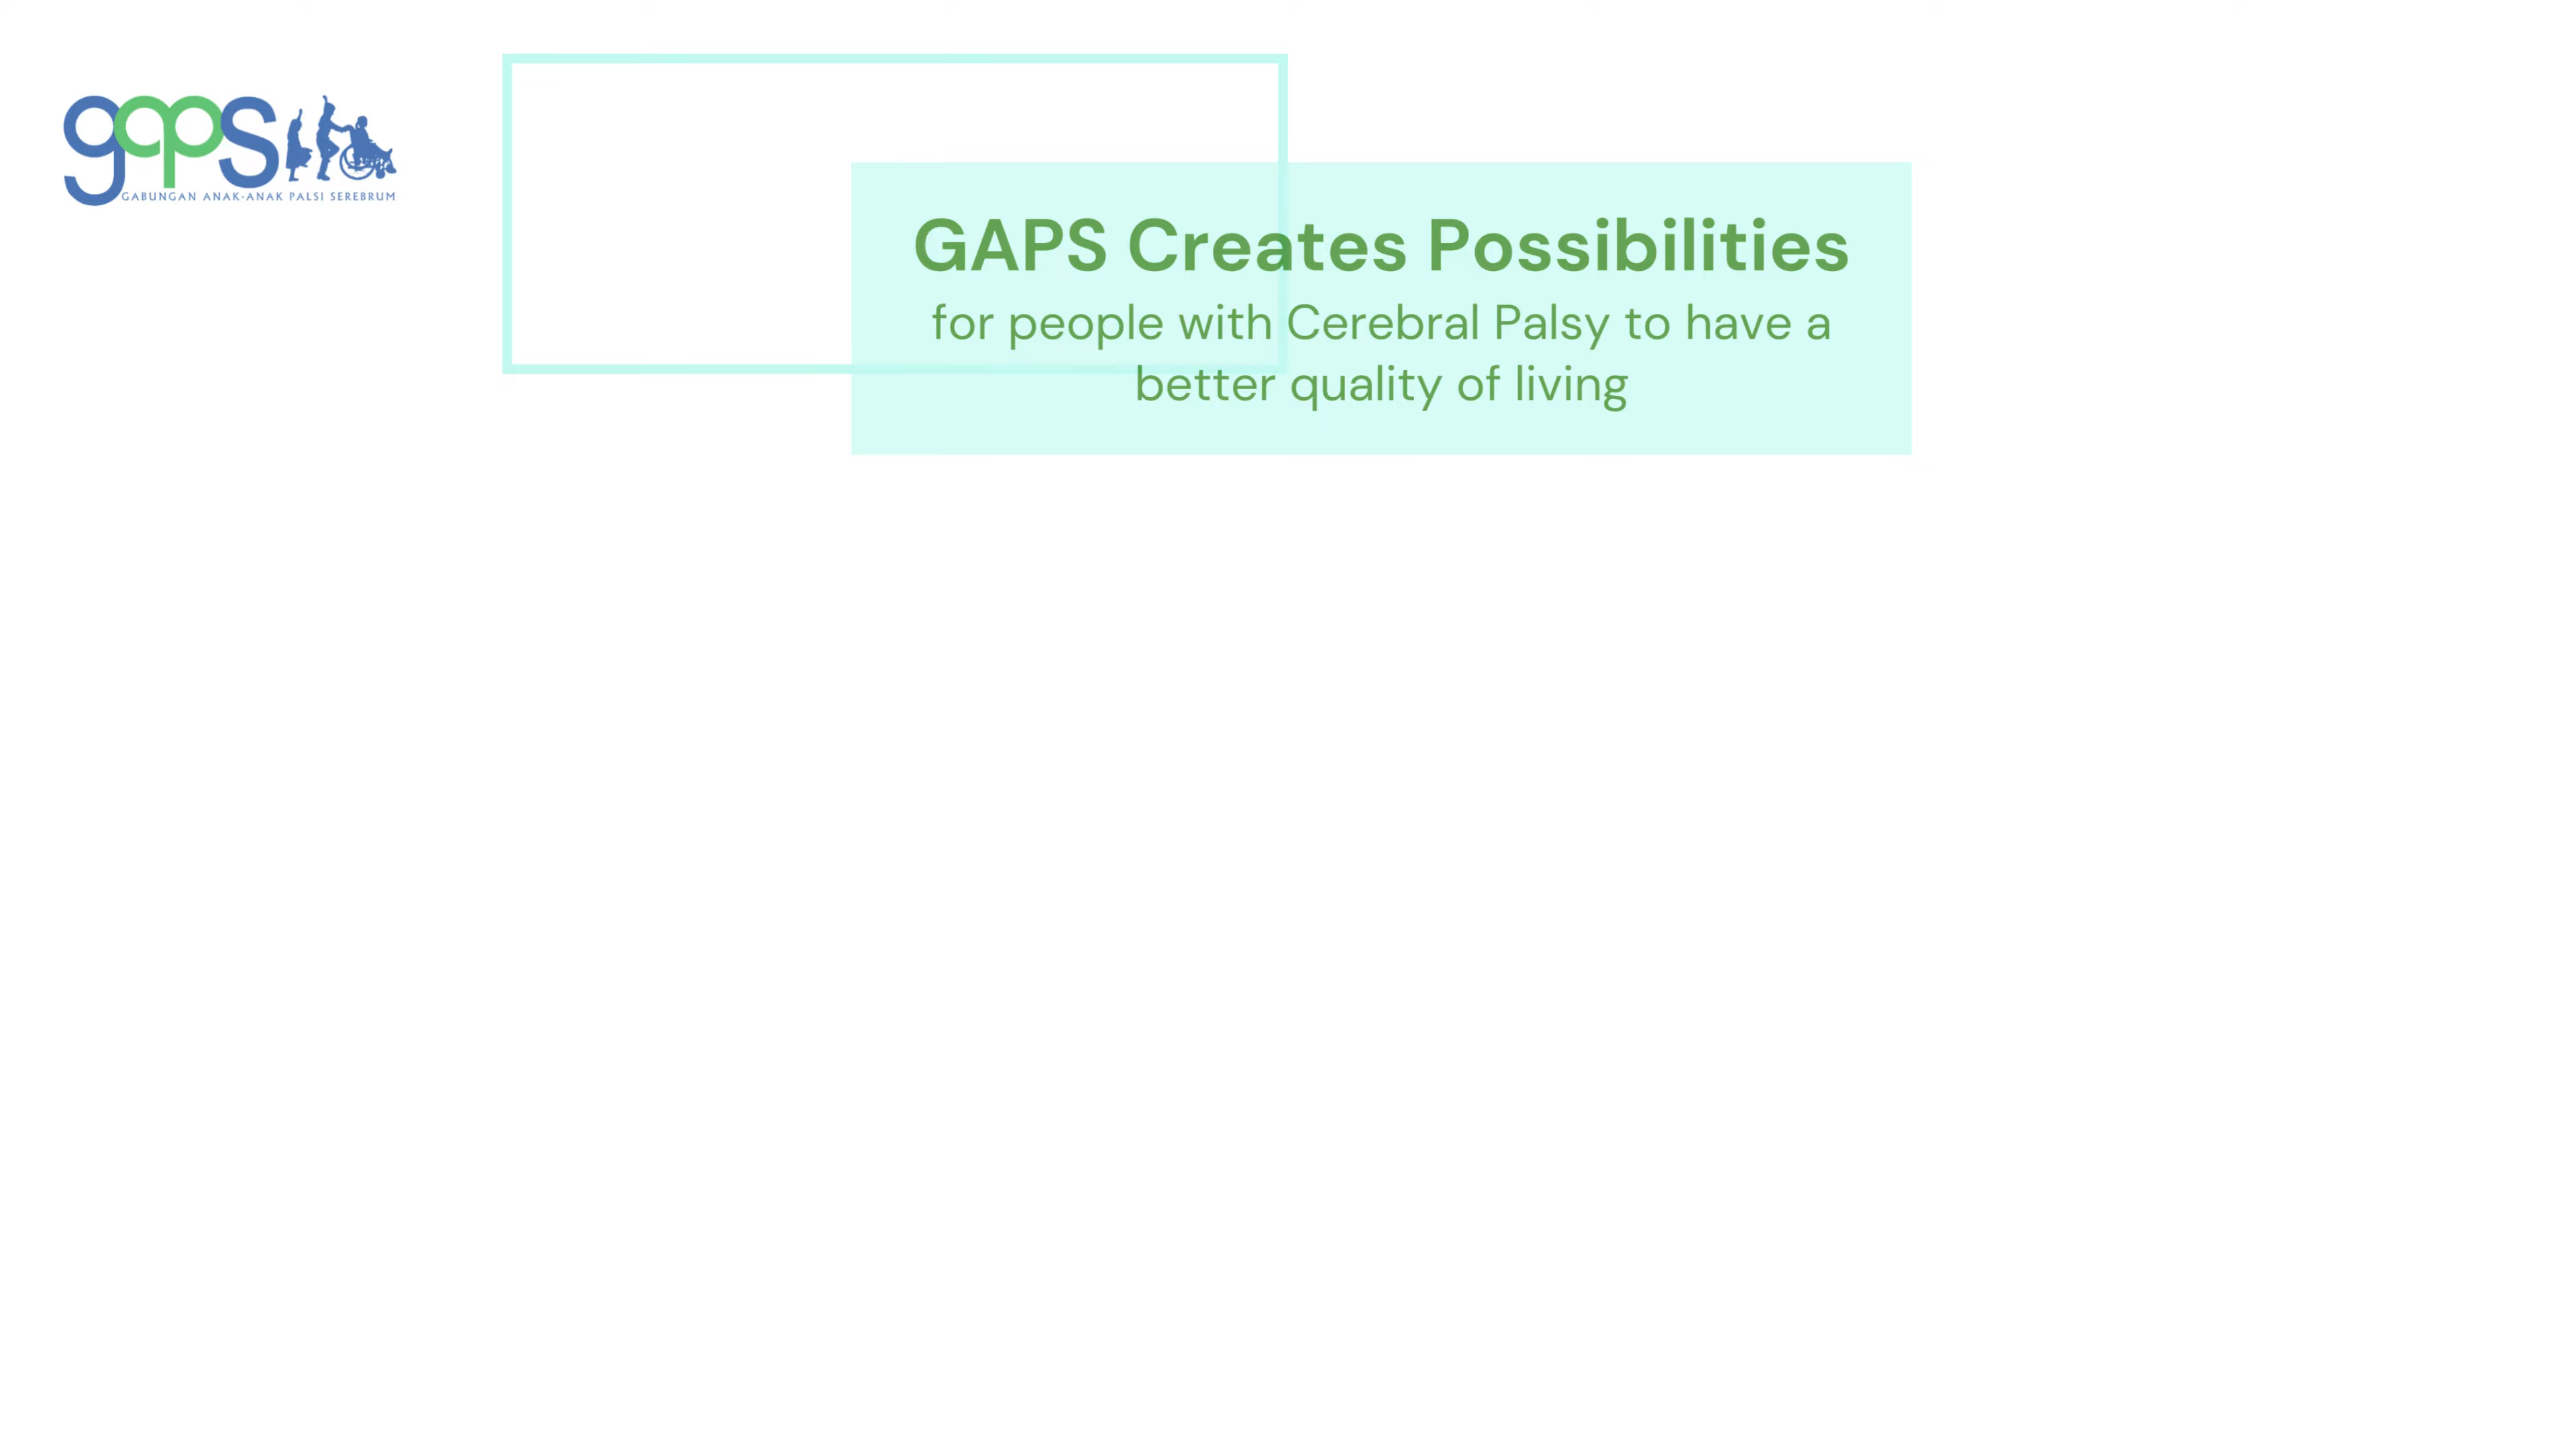 gaps
GABUNGAN ANAK-ANAK PALSI SEREBRUM
GAPS Creates Possibilities
for people with Cerebral Palsy to have a
better quality of living